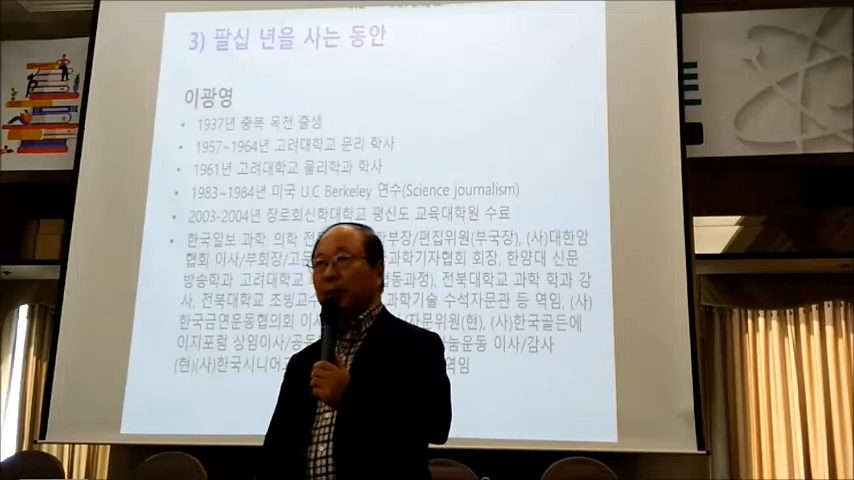 3) 팔십 년을 사는 동안
이광영
• 1937년 충북 옥천 출생
• 1957~1964년 고려대학교 문리 학사
• 1961년 고려대학교 물리학과 학사
• 1983~1984년 미국 U.C Berkeley 연수(Science Journalism)
• 2003-2004년 장로회신학대학교 평신도 교육대학원 수료
• 한국일보 과학, 의학 부장/편집위원(부국장), (사)대한암
협회 이사/부회장/ 과학기자협회 회장, 한양대 신문
방송학과 고려대학 과정), 전북대학교 과학 학과 강
사, 전북대학교 초빙교수 과학기술 수석자문관 등 역임, (사)
한국금연운동협의회 /자문위원(현), (사)한국골든에
이지포럼 상임이사/공동 운동, 이사/감사
(현)(사)한국시니어 역임